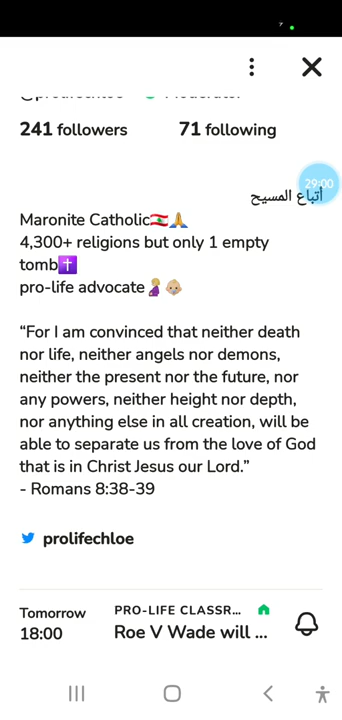 241 followers 71 following
29:00
أتباع المسيح
Maronite Catholic🇱🇧🙏
4,300+ religions but only 1 empty
tomb✝️
pro-life advocate🤰👶
“For I am convinced that neither death
nor life, neither angels nor demons,
neither the present nor the future, nor
any powers, neither height nor depth,
nor anything else in all creation, will be
able to separate us from the love of God
that is in Christ Jesus our Lord.”
- Romans 8:38-39
prolifechloe
Tomorrow PRO-LIFE CLASSR...
18:00 Roe V Wade will ...